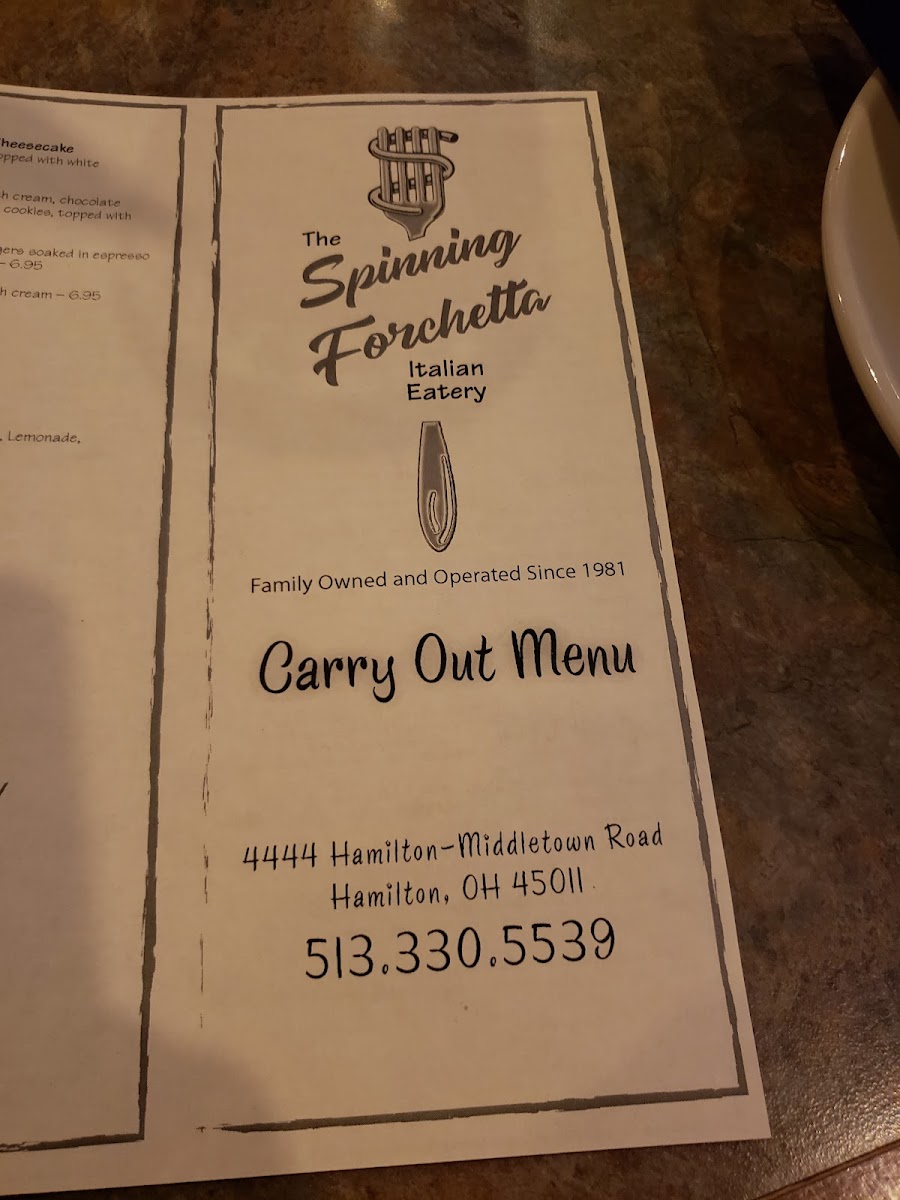 Cheesecake
opped with white
h cream, chocolate
cookies, topped with
gers soaked in espresso
– 6.95
h cream – 6.95
, Lemonade,
The
Spinning
Forchetta
Italian
Eatery
Family Owned and Operated Since 1981
Carry Out Menu
4444 Hamilton-Middletown Road
Hamilton, OH 45011
513.330.5539